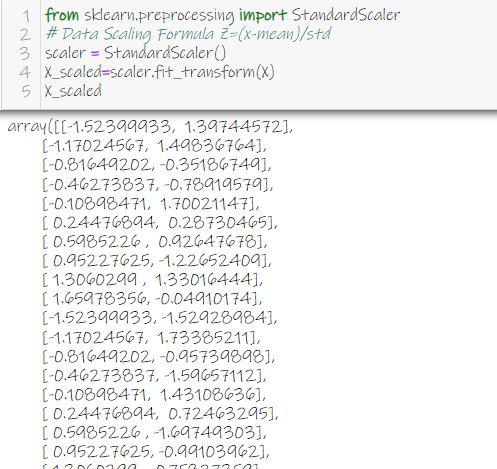 1 from sklearn.preprocessing import StandardScaler
2 # Data Scaling Formula Z=(x-mean)/std
3 scaler = StandardScaler()
4 X_scaled=scaler.fit_transform(X)
5 X_scaled
array([[-1.52399933, 1.39744572],
[-1.17024567, 1.49836764],
[-0.81649202, -0.35186749],
[-0.46273837, -0.78919579],
[-0.10898471, 1.70021147],
[ 0.24476894, 0.28730465],
[ 0.5985226 , 0.92647678],
[ 0.95227625, -1.22652409],
[ 1.3060299 , 1.33016444],
[ 1.65978356, -0.04910174],
[-1.52399933, -1.52928984],
[-1.17024567, 1.73385211],
[-0.81649202, -0.95739898],
[-0.46273837, -1.59657112],
[-0.10898471, 1.43108636],
[ 0.24476894, 0.72463295],
[ 0.5985226 , -1.69749303],
[ 0.95227625, -0.99103962],